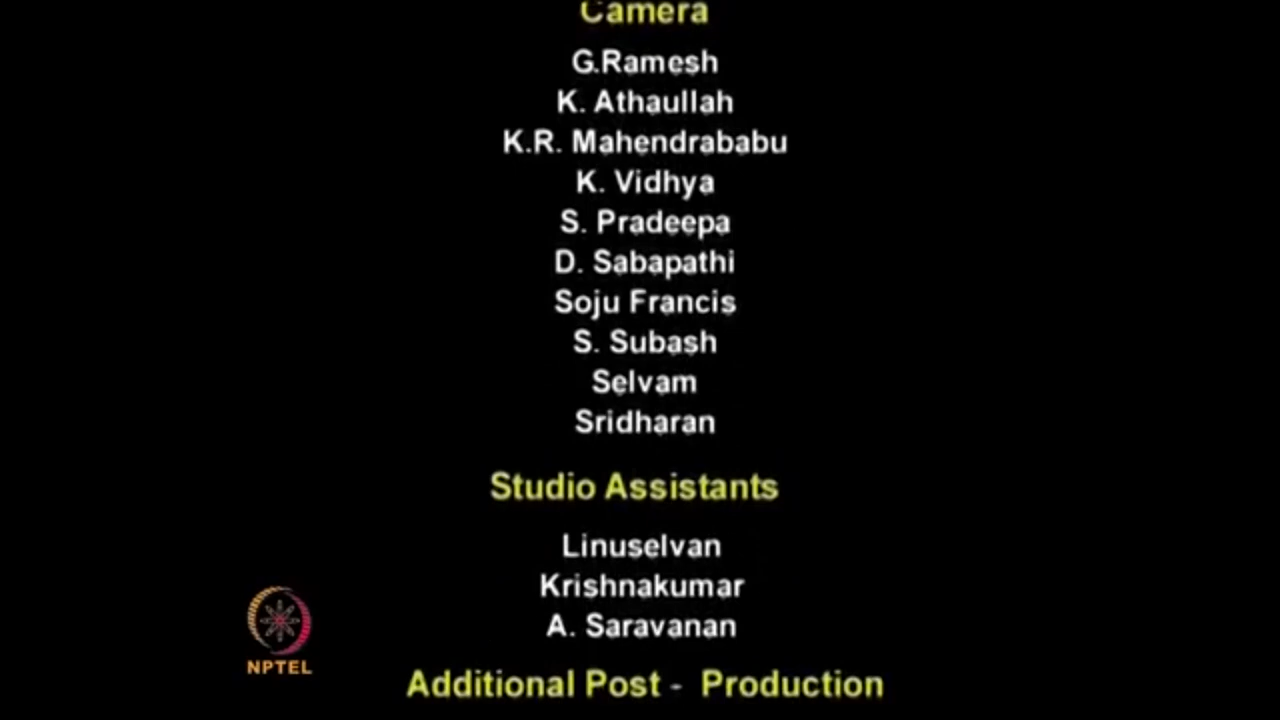 Camera
G.Ramesh
K. Athaullah
K.R. Mahendrababu
K. Vidhya
S. Pradeepa
D. Sabapathi
Soju Francis
S. Subash
Selvam
Sridharan
Studio Assistants
Linuselvan
Krishnakumar
A. Saravanan
NPTEL
Additional Post - Production